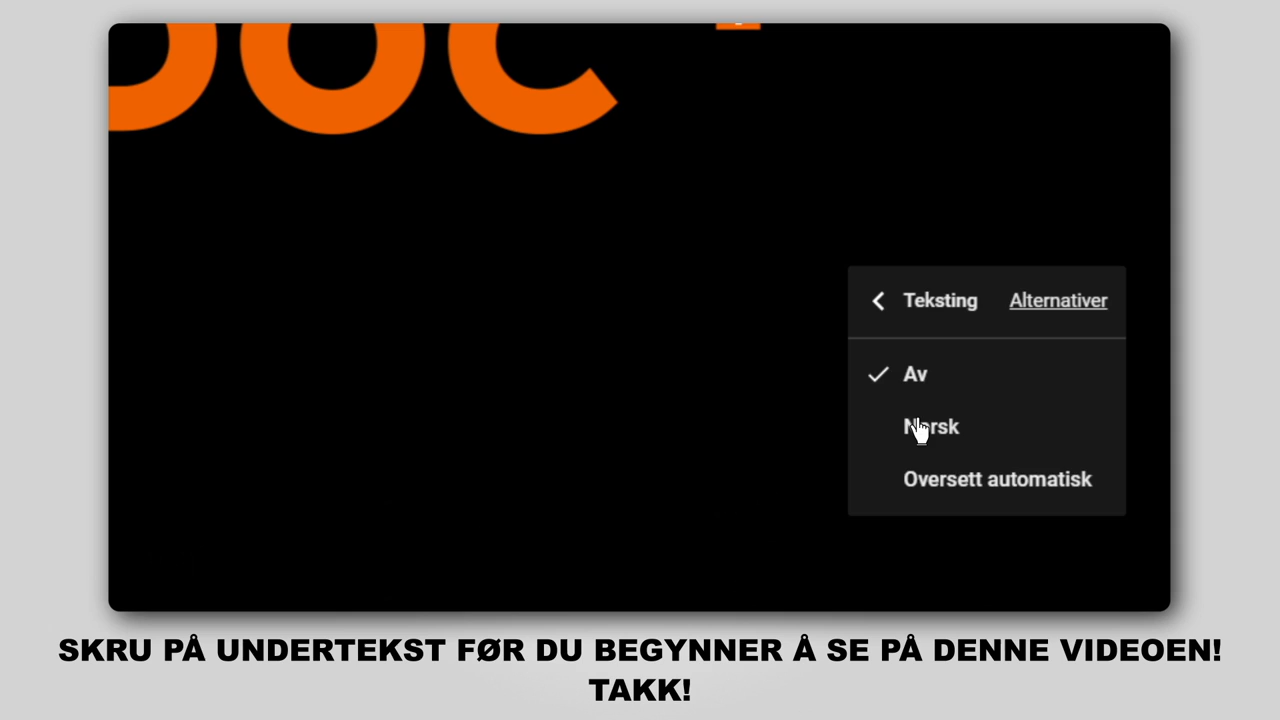 Teksting Alternativer
Av
Norsk
Oversett automatisk
SKRU PÅ UNDERTEKST FØR DU BEGYNNER Å SE PÅ DENNE VIDEOEN!
TAKK!